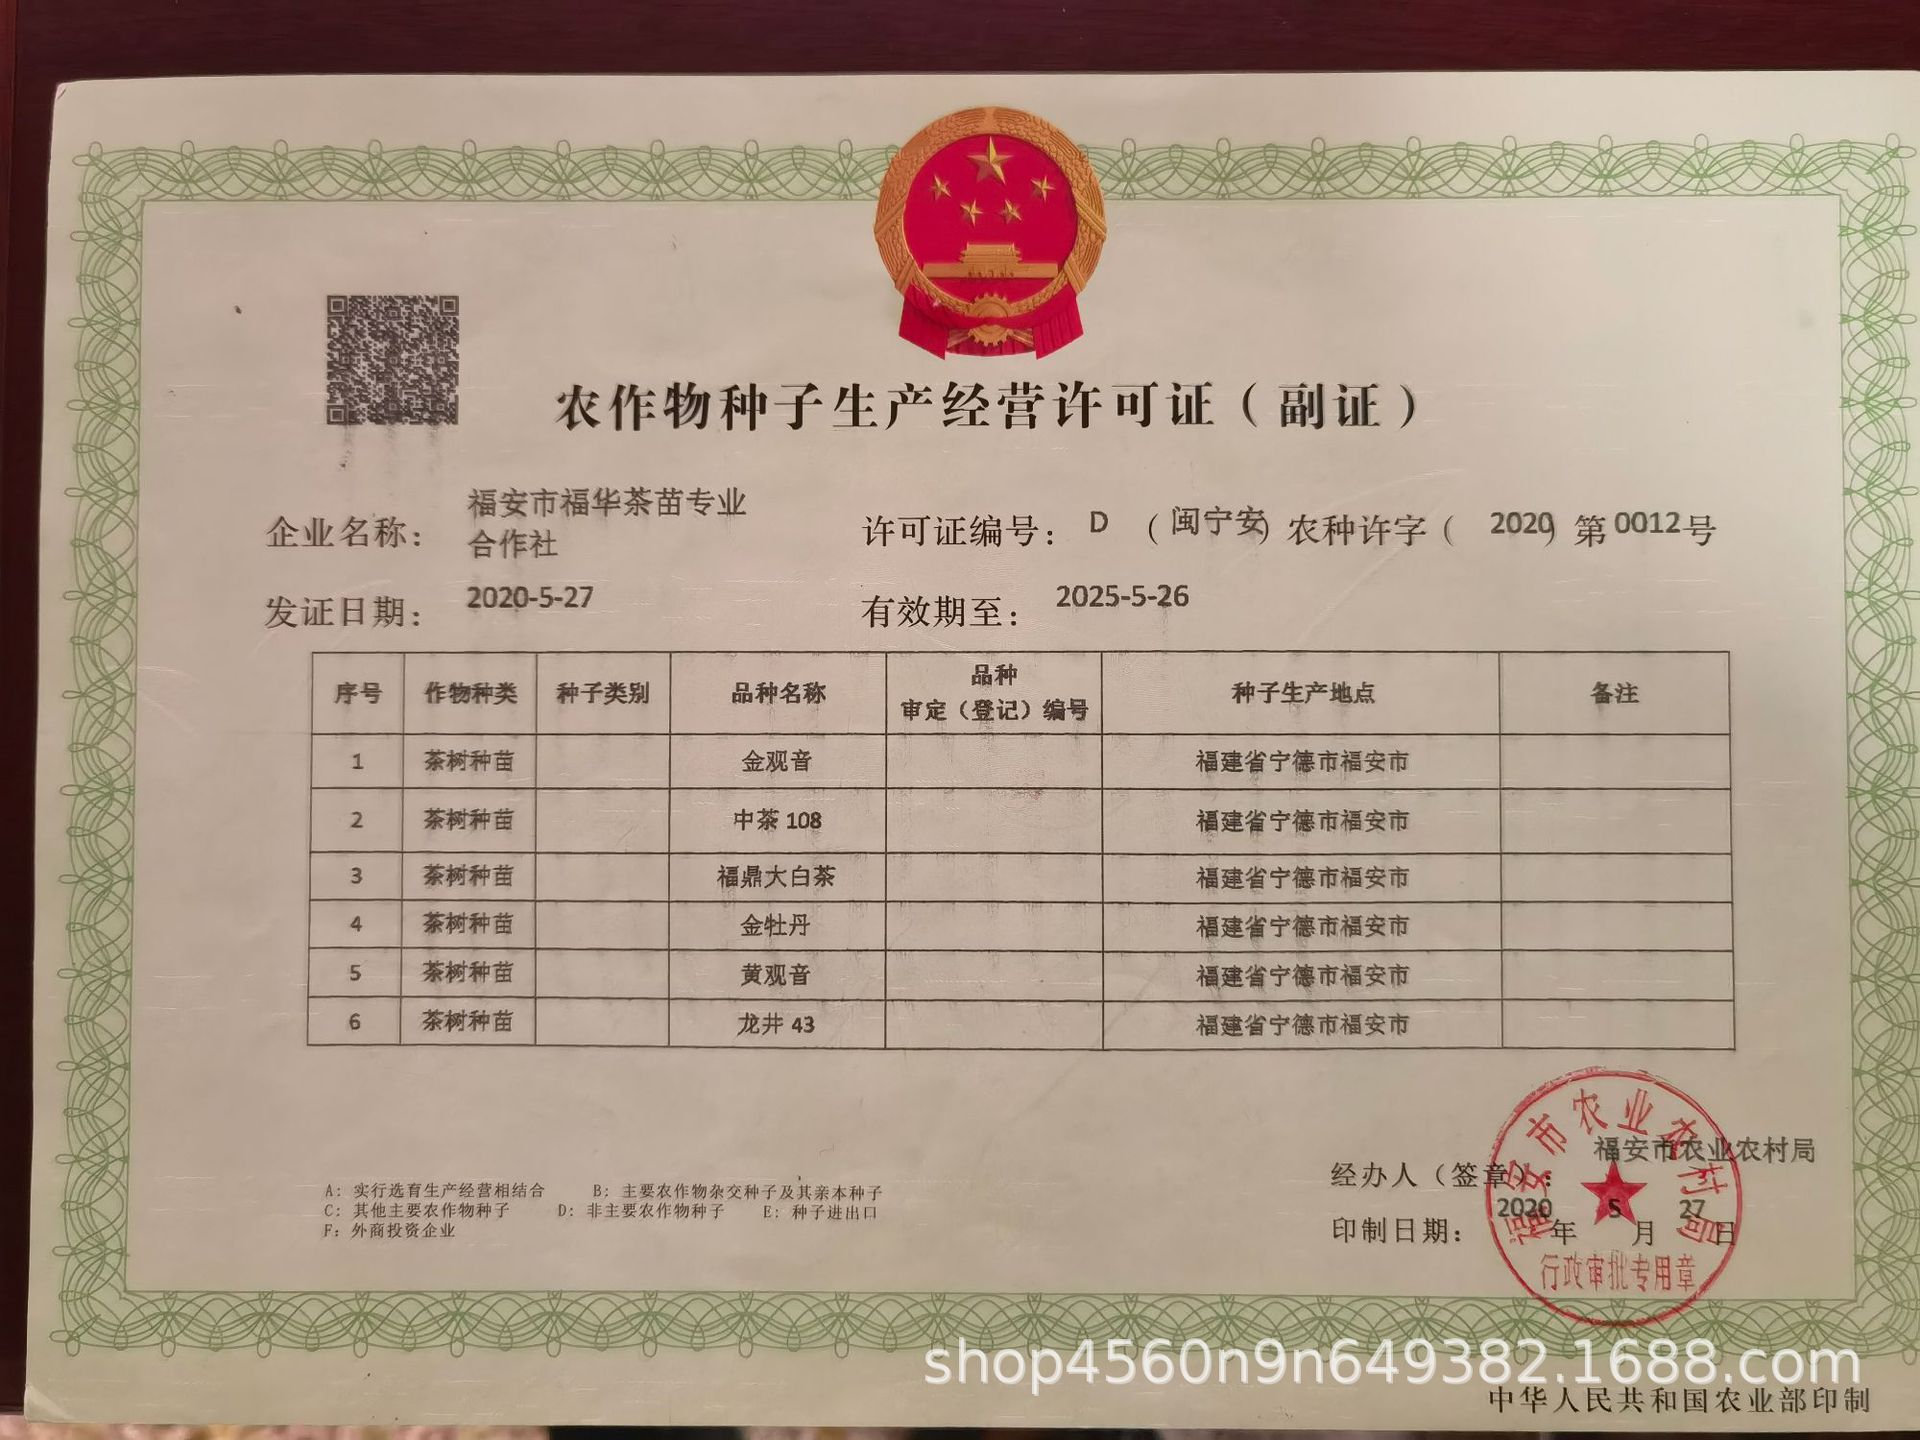 农作物种子生产经营许可证（副证）
企业名称： 福安市福华茶苗专业合作社
许可证编号： D （闽宁安）农种许字（ 2020）第0012号
发证日期： 2020-5-27
有效期至： 2025-5-26
序号 作物种类 种子类别 品种名称 品种审定（登记）编号 种子生产地点 备注
1 茶树种苗 金观音 福建省宁德市福安市
2 茶树种苗 中茶 108 福建省宁德市福安市
3 茶树种苗 福鼎大白茶 福建省宁德市福安市
4 茶树种苗 金牡丹 福建省宁德市福安市
5 茶树种苗 黄观音 福建省宁德市福安市
6 茶树种苗 龙井 43 福建省宁德市福安市
A：实行选育生产经营相结合 B：主要农作物杂交种子及其亲本种子
C：其他主要农作物种子 D：非主要农作物种子 E：种子进出口
F：外商投资企业
经办人（签章）： 福安市农业农村局
印制日期： 2020 年 5 月 27 日
福安市农业农村局
行政审批专用章
shop4560n9n649382.1688.com
中华人民共和国农业部印制